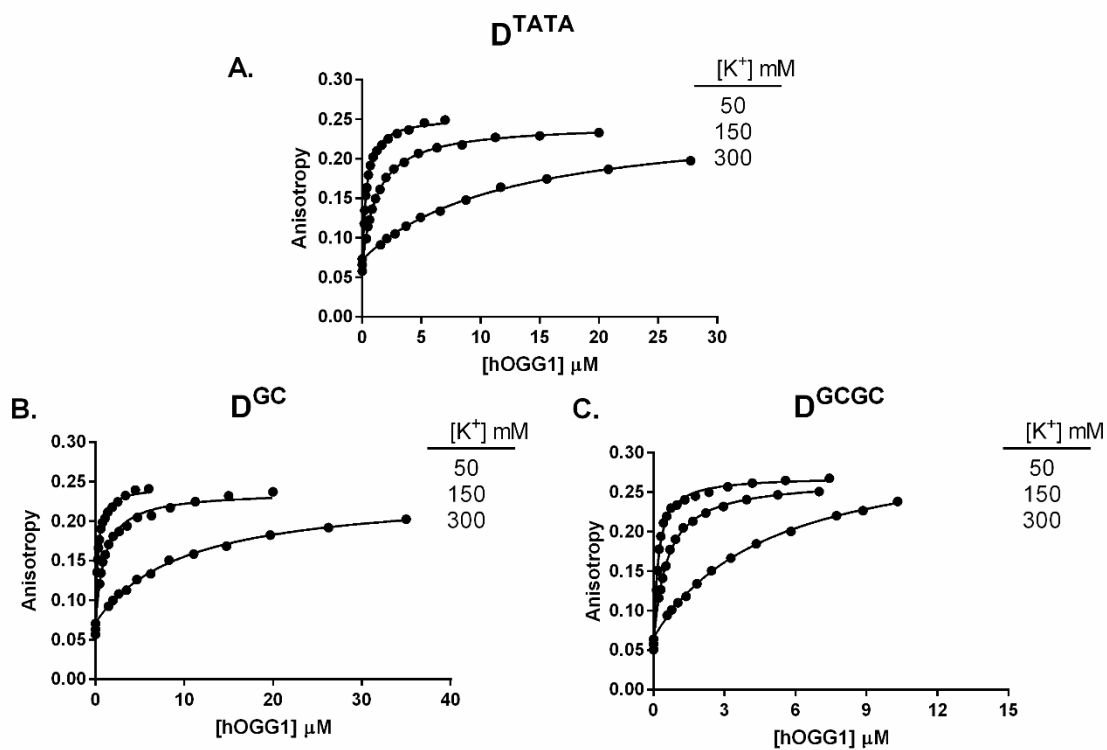 D^TATA
A.
[K+] mM
50
150
300
0.30
0.25
0.20
0.15
0.10
0.05
0.00
Anisotropy
0 5 10 15 20 25 30
[hOGG1] μM
B.
D^GC
[K+] mM
50
150
300
0.30
0.25
0.20
0.15
0.10
0.05
0.00
Anisotropy
0 10 20 30 40
[hOGG1] μM
C.
D^GCGC
[K+] mM
50
150
300
0.30
0.25
0.20
0.15
0.10
0.05
0.00
Anisotropy
0 3 6 9 12 15
[hOGG1] μM